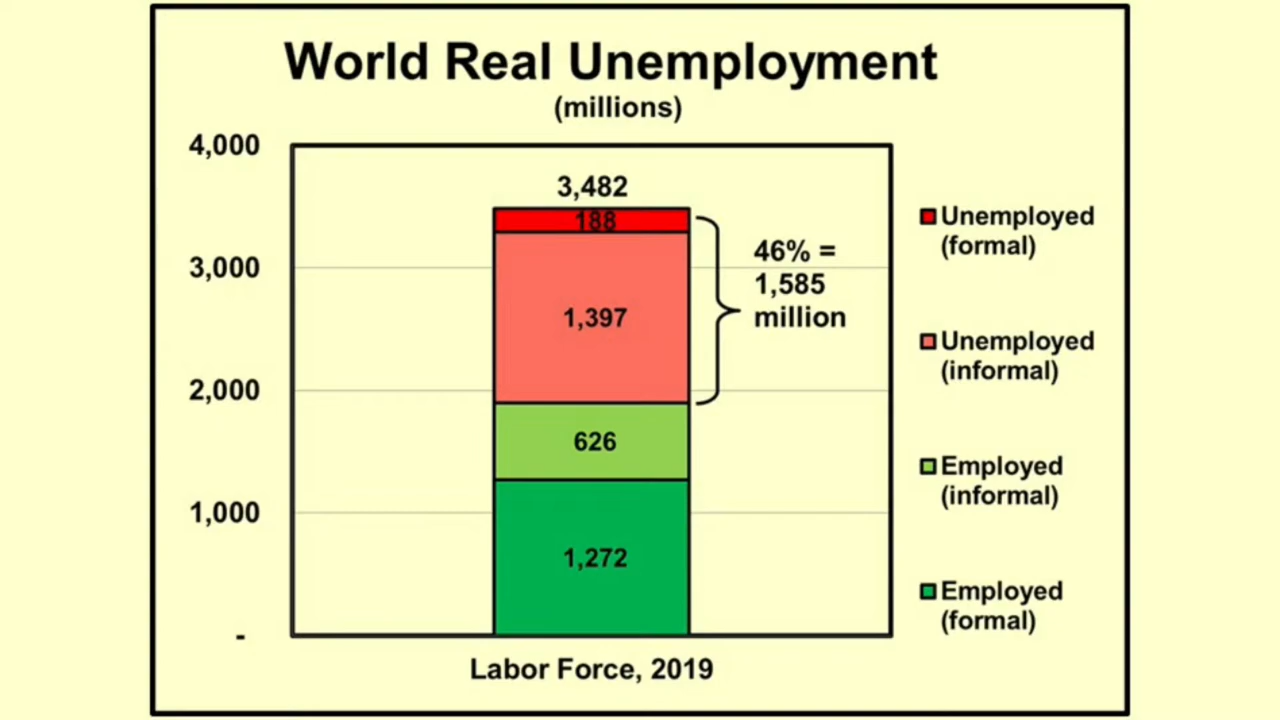 World Real Unemployment
(millions)
4,000
3,000
2,000
1,000
-
3,482
188
1,397
626
1,272
46% =
1,585
million
Labor Force, 2019
Unemployed
(formal)
Unemployed
(informal)
Employed
(informal)
Employed
(formal)